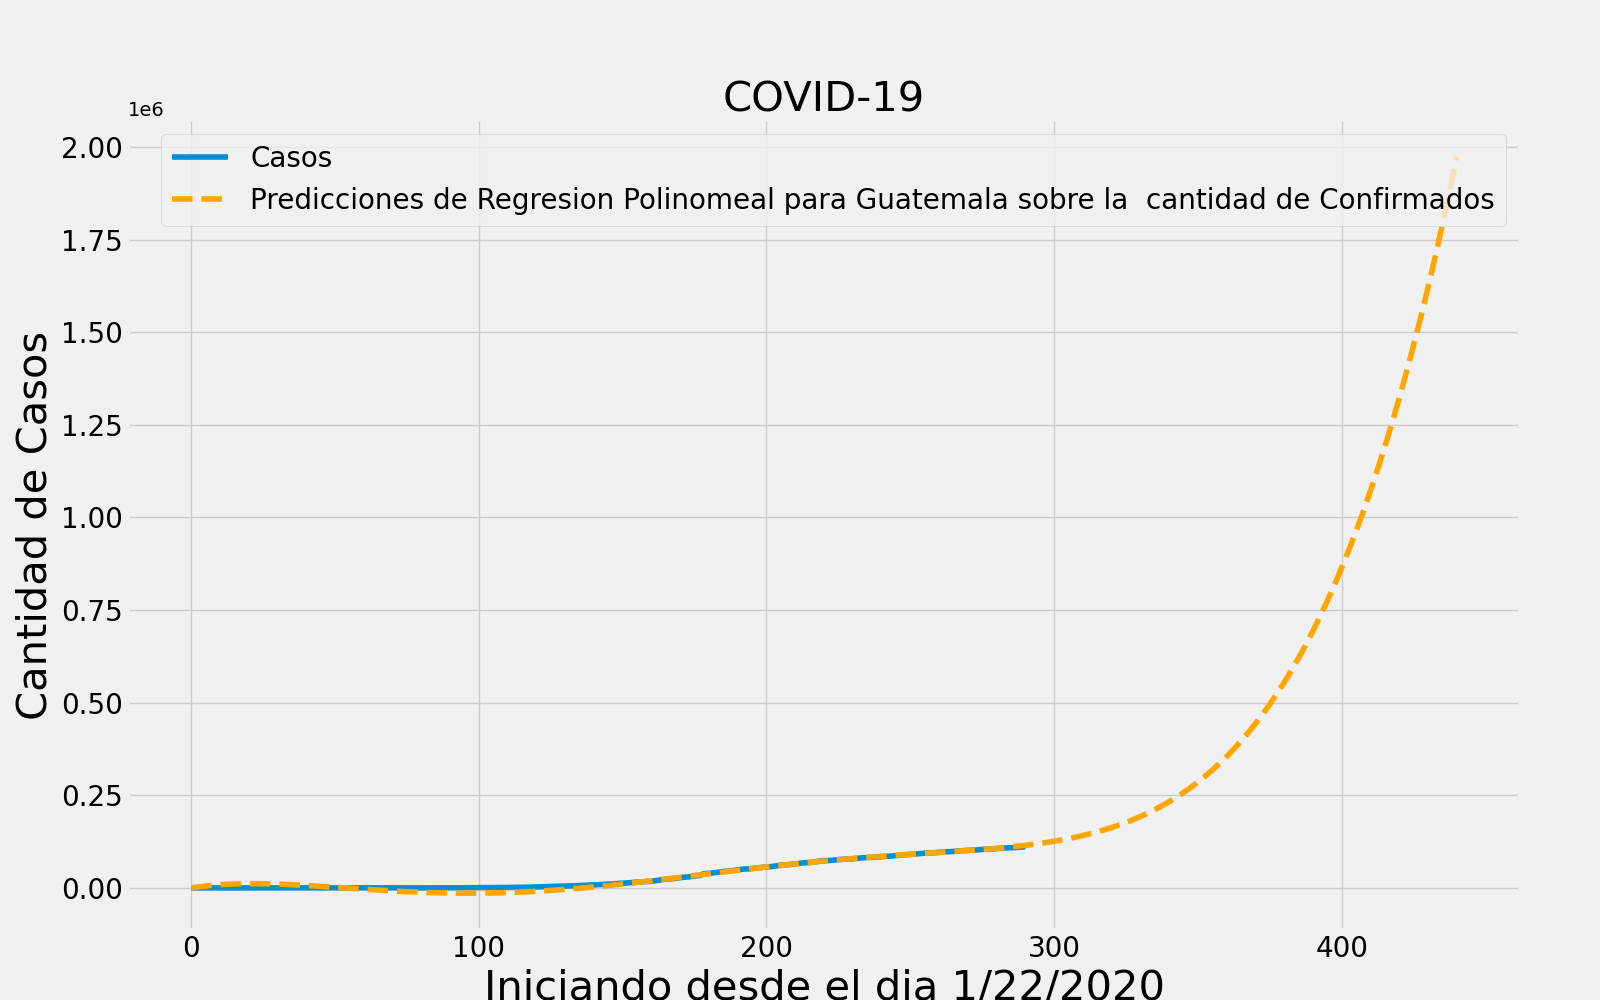 COVID-19
1e6
Casos
Predicciones de Regresion Polinomeal para Guatemala sobre la  cantidad de Confirmados
2.00
1.75
1.50
1.25
1.00
0.75
0.50
0.25
0.00
Cantidad de Casos
0 100 200 300 400
Iniciando desde el dia 1/22/2020